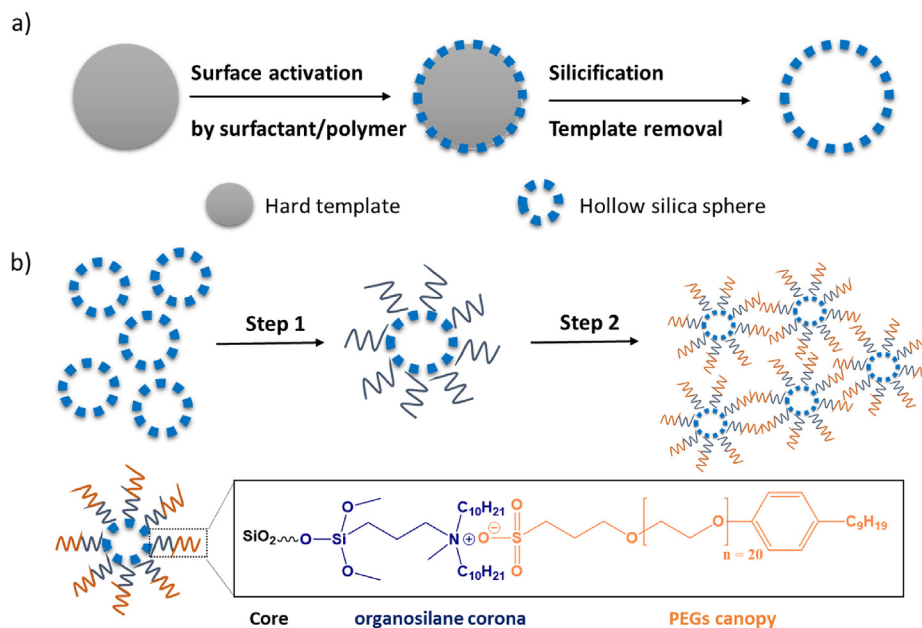 a)
Surface activation
by surfactant/polymer
Silicification
Template removal
Hard template
Hollow silica sphere
b)
Step 1
Step 2
SiO₂
O
Si
O
O
C₁₀H₂₁
N
+
C₁₀H₂₁
⊖
O
O
S
O
O
O
n = 20
C₉H₁₉
Core
organosilane corona
PEGs canopy